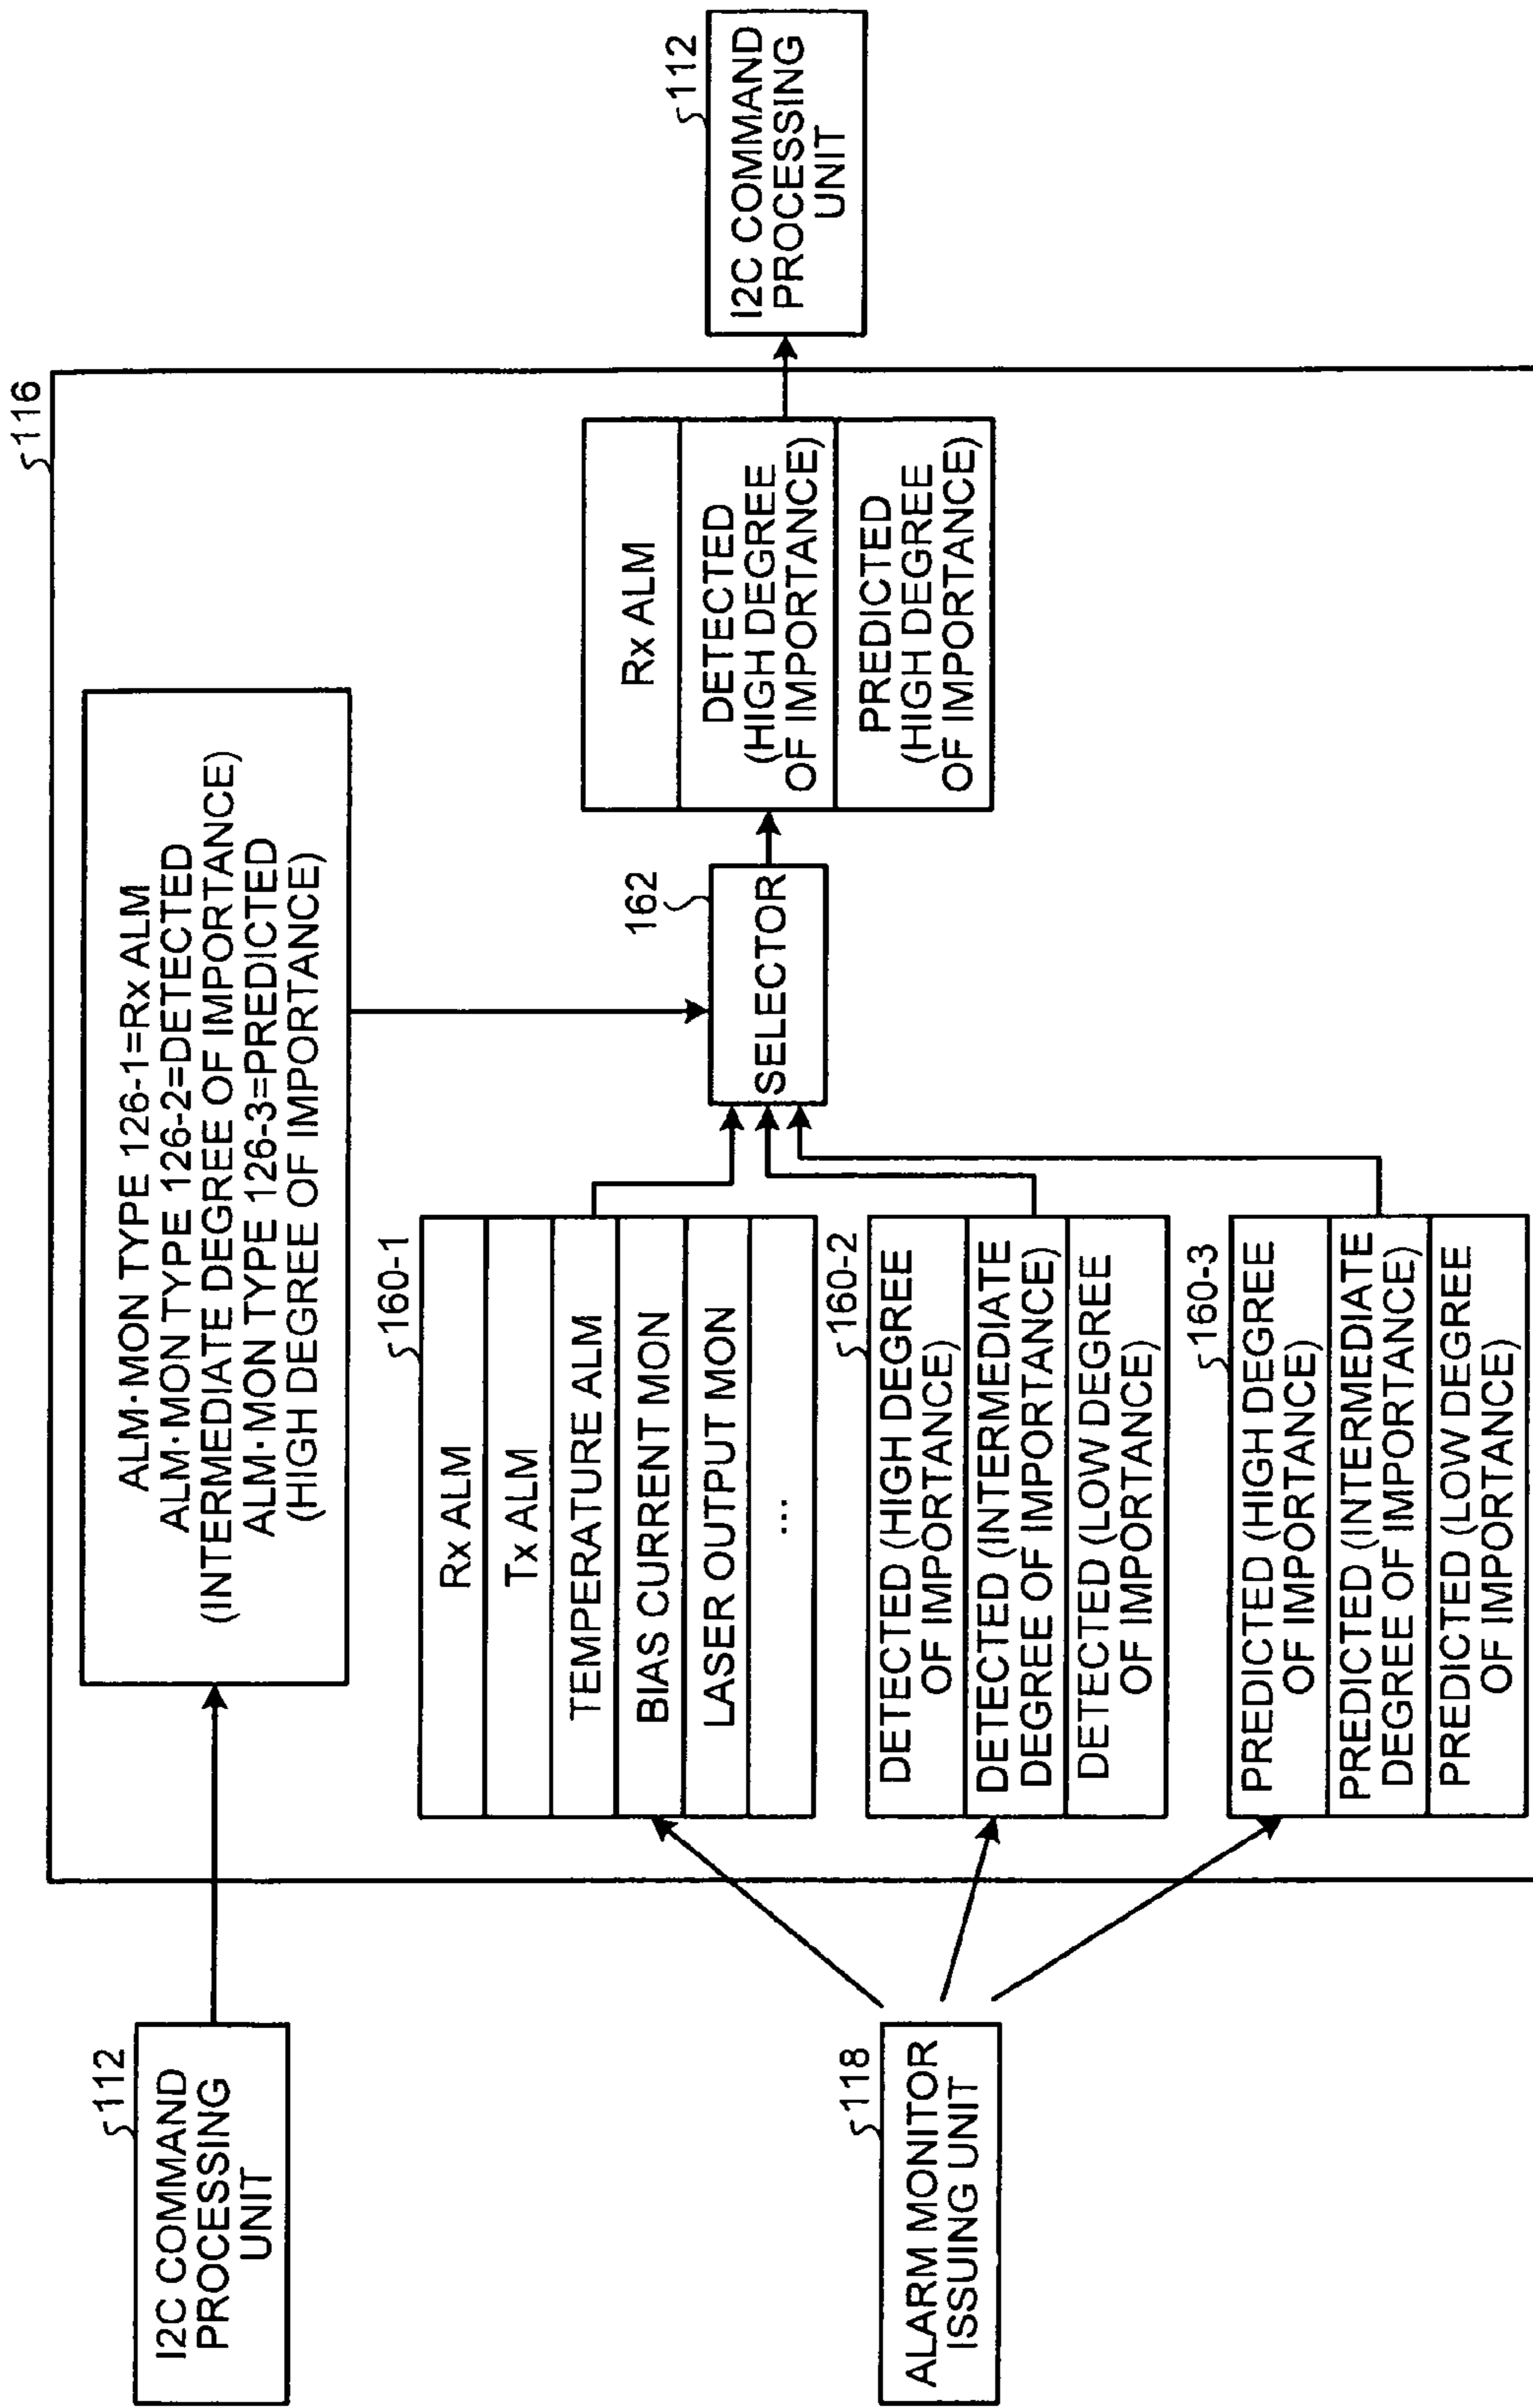 112
I2C COMMAND
PROCESSING
UNIT
118
ALARM MONITOR
ISSUING UNIT
116
ALM·MON TYPE 126-1=Rx ALM
ALM·MON TYPE 126-2=DETECTED
(INTERMEDIATE DEGREE OF IMPORTANCE)
ALM·MON TYPE 126-3=PREDICTED
(HIGH DEGREE OF IMPORTANCE)
160-1
Rx ALM
Tx ALM
TEMPERATURE ALM
BIAS CURRENT MON
LASER OUTPUT MON
...
160-2
DETECTED (HIGH DEGREE
OF IMPORTANCE)
DETECTED (INTERMEDIATE
DEGREE OF IMPORTANCE)
DETECTED (LOW DEGREE
OF IMPORTANCE)
160-3
PREDICTED (HIGH DEGREE
OF IMPORTANCE)
PREDICTED (INTERMEDIATE
DEGREE OF IMPORTANCE)
PREDICTED (LOW DEGREE
OF IMPORTANCE)
162
SELECTOR
Rx ALM
DETECTED
(HIGH DEGREE
OF IMPORTANCE)
PREDICTED
(HIGH DEGREE
OF IMPORTANCE)
112
I2C COMMAND
PROCESSING
UNIT